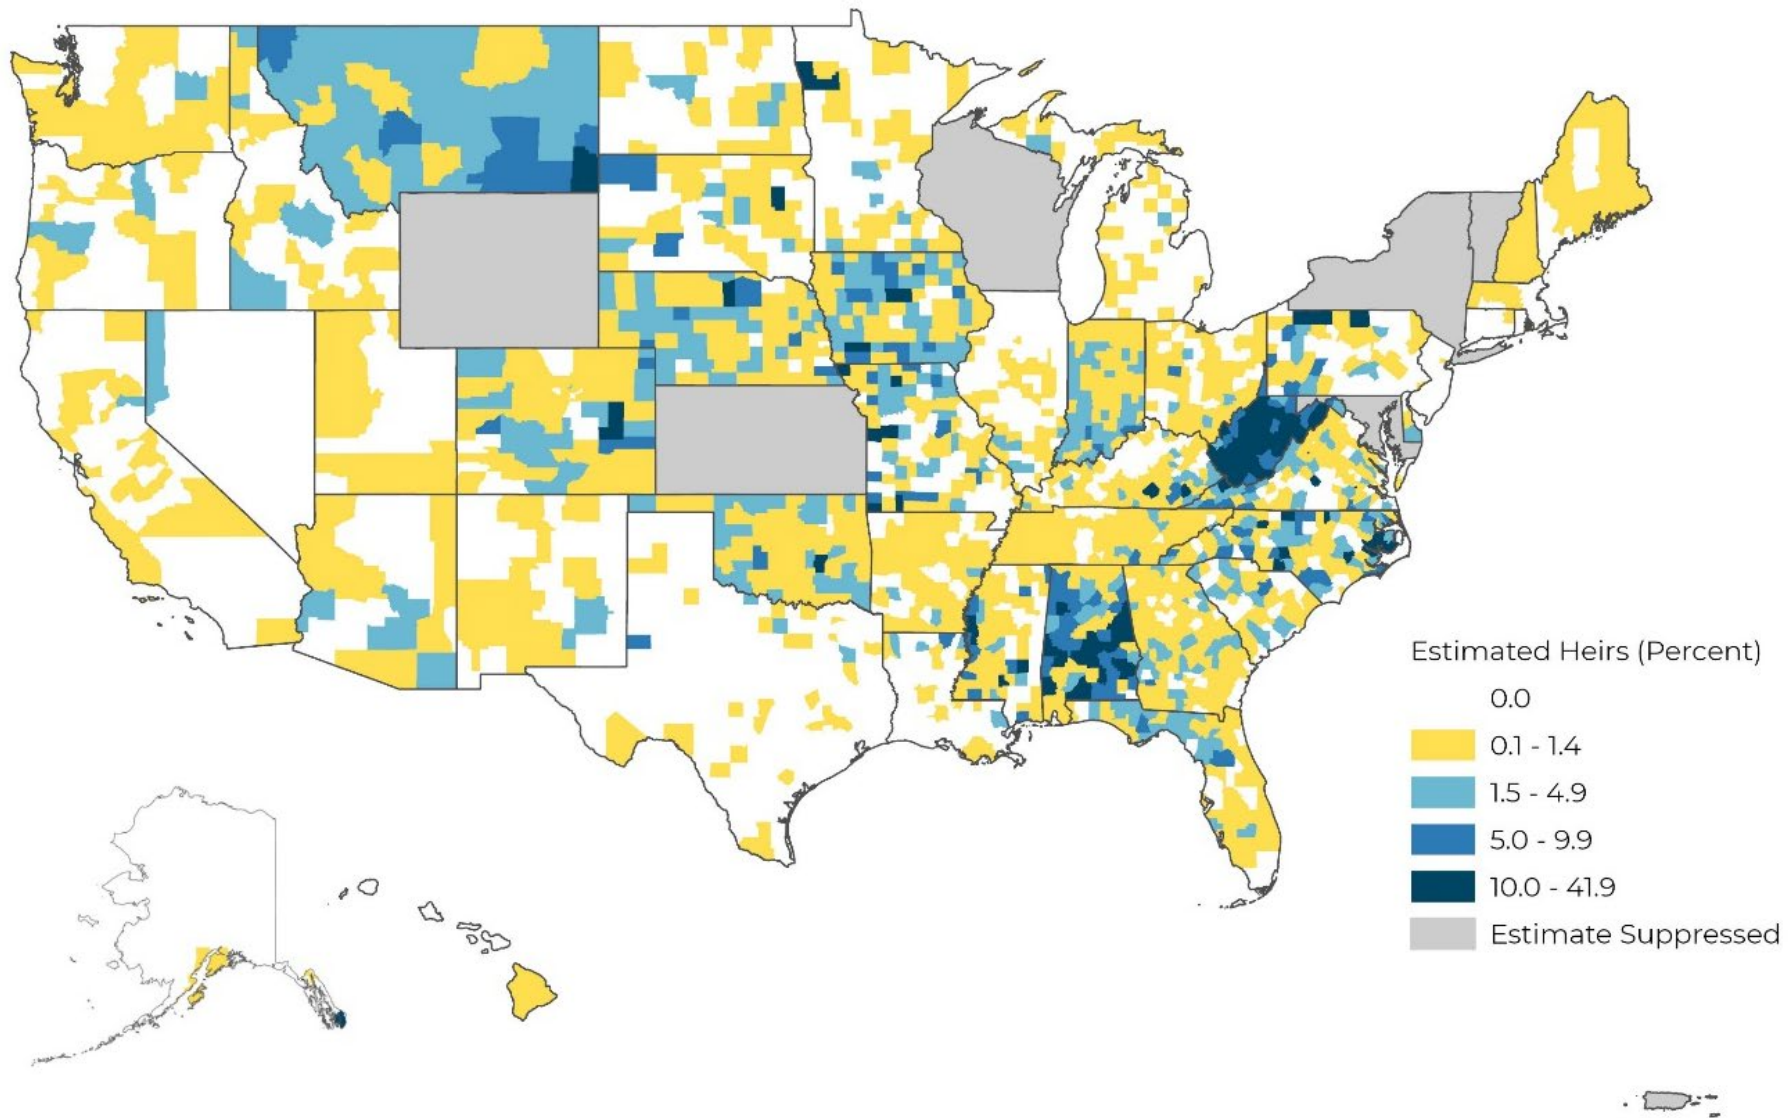 Estimated Heirs (Percent)
0.0
0.1 - 1.4
1.5 - 4.9
5.0 - 9.9
10.0 - 41.9
Estimate Suppressed